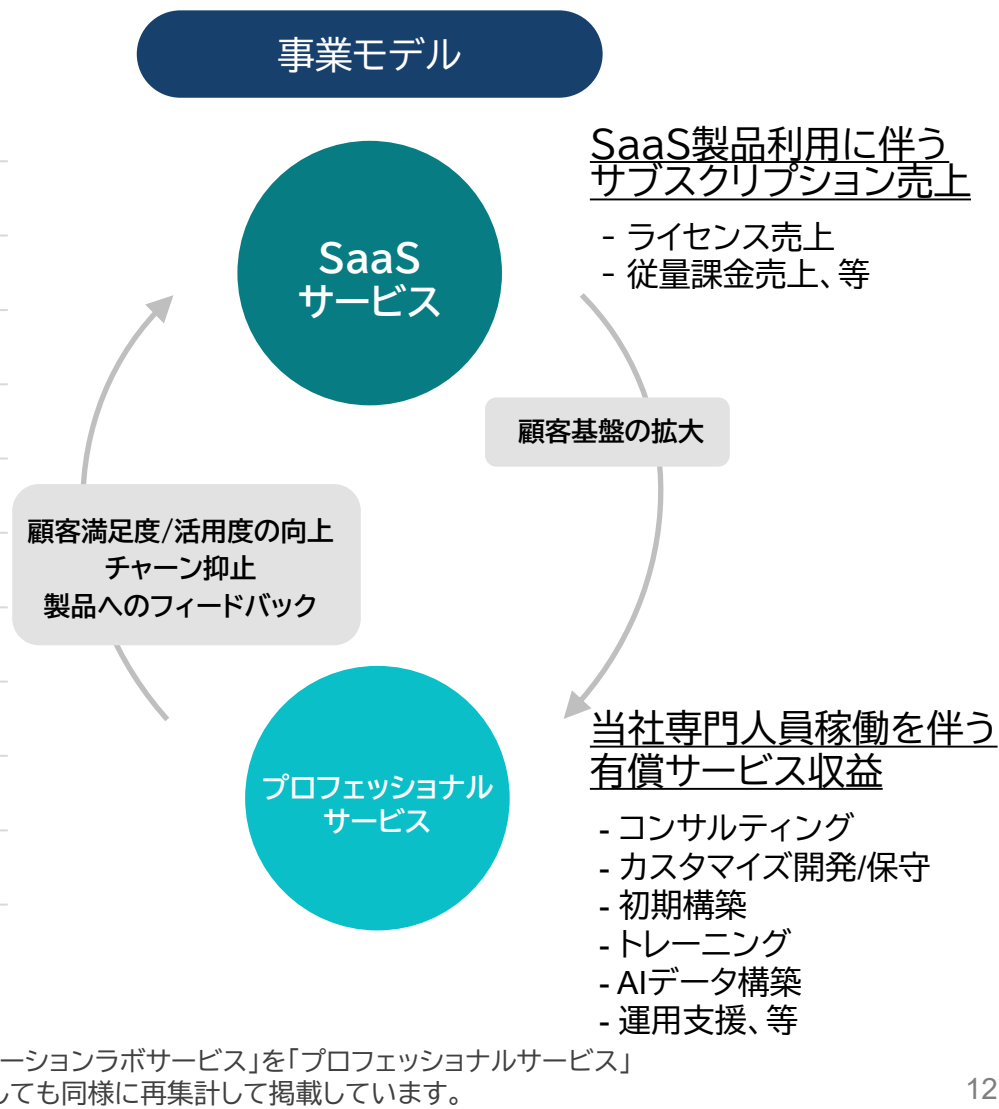 事業モデル
SaaS製品利用に伴う
サブスクリプション売上
- ライセンス売上
- 従量課金売上、等
SaaS
サービス
顧客基盤の拡大
顧客満足度/活用度の向上
チャーン抑止
製品へのフィードバック
プロフェッショナル
サービス
当社専門人員稼働を伴う
有償サービス収益
- コンサルティング
- カスタマイズ開発/保守
- 初期構築
- トレーニング
- AIデータ構築
- 運用支援、等
ーションラボサービス」を「プロフェッショナルサービス」
しても同様に再集計して掲載しています。
12